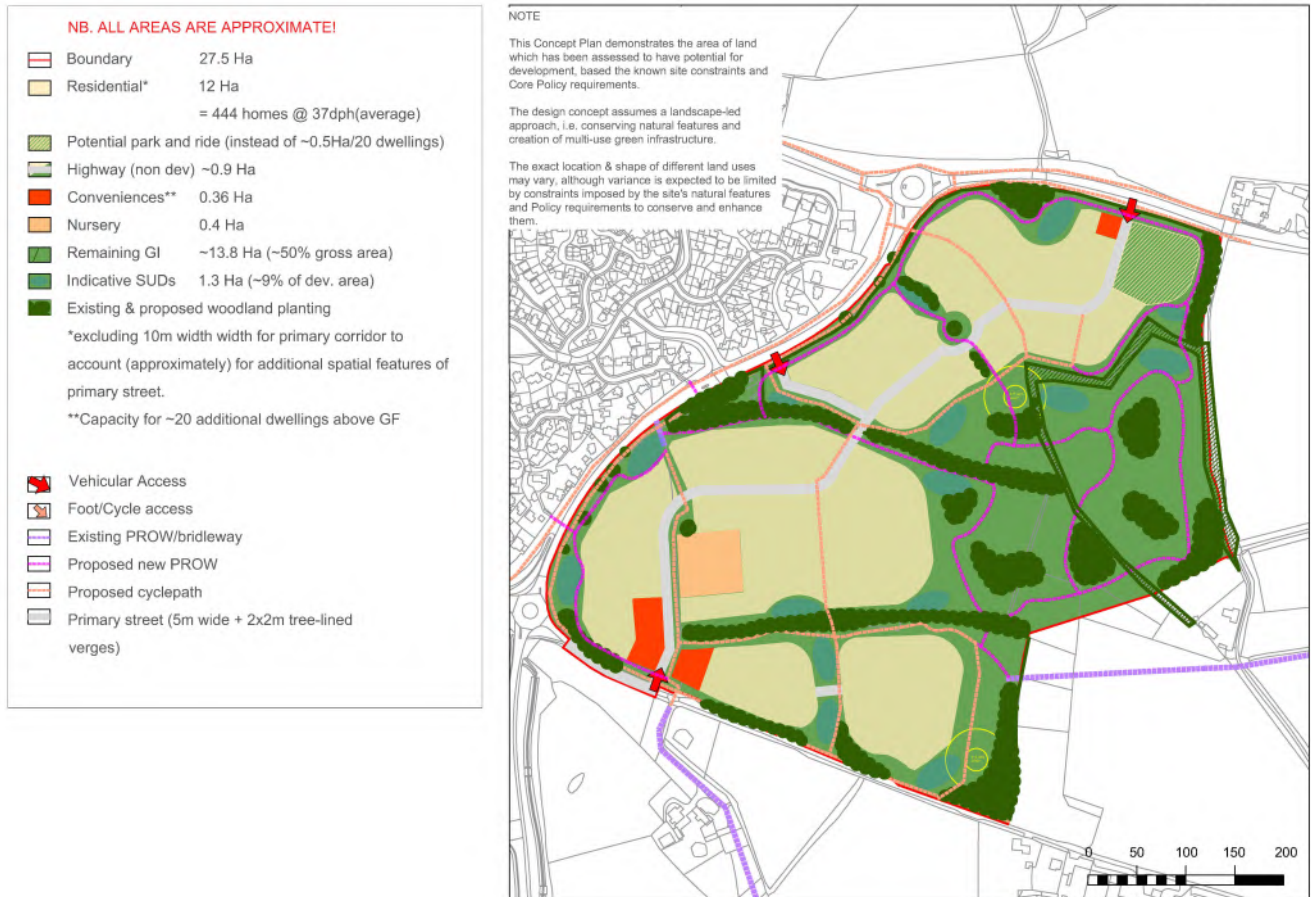 NB. ALL AREAS ARE APPROXIMATE!
Boundary 27.5 Ha
Residential* 12 Ha
= 444 homes @ 37dph(average)
Potential park and ride (instead of ~0.5Ha/20 dwellings)
Highway (non dev) ~0.9 Ha
Conveniences** 0.36 Ha
Nursery 0.4 Ha
Remaining GI ~13.8 Ha (~50% gross area)
Indicative SUDs 1.3 Ha (~9% of dev. area)
Existing & proposed woodland planting
*excluding 10m width width for primary corridor to
account (approximately) for additional spatial features of
primary street.
**Capacity for ~20 additional dwellings above GF
Vehicular Access
Foot/Cycle access
Existing PROW/bridleway
Proposed new PROW
Proposed cyclepath
Primary street (5m wide + 2x2m tree-lined
verges)
NOTE
This Concept Plan demonstrates the area of land
which has been assessed to have potential for
development, based the known site constraints and
Core Policy requirements.
The design concept assumes a landscape-led
approach, i.e. conserving natural features and
creation of multi-use green infrastructure.
The exact location & shape of different land uses
may vary, although variance is expected to be limited
by constraints imposed by the site's natural features
and Policy requirements to conserve and enhance
them.
0 50 100 150 200